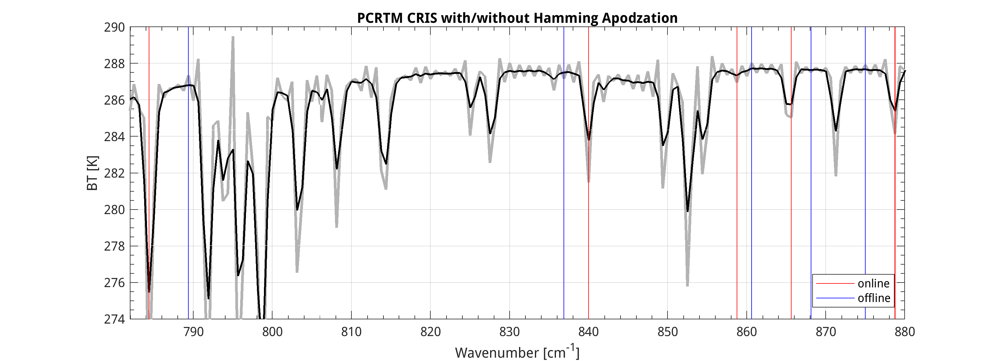 PCRTM CRIS with/without Hamming Apodzation
290
288
286
284
282
280
278
276
274
BT [K]
online
offline
790 800 810 820 830 840 850 860 870 880
Wavenumber [cm-1]